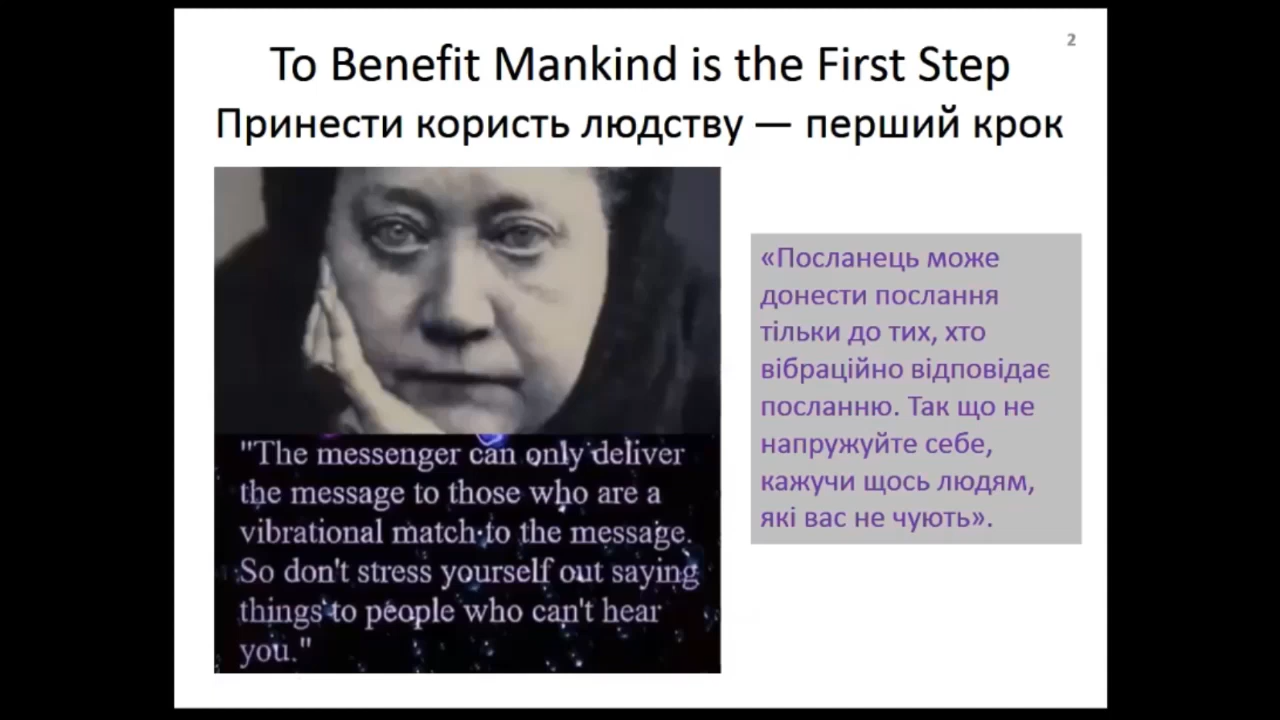 2
To Benefit Mankind is the First Step
Принести користь людству — перший крок
"The messenger can only deliver
the message to those who are a
vibrational match to the message.
So don't stress yourself out saying
things to people who can't hear
you."
«Посланець може
донести послання
тільки до тих, хто
вібраційно відповідає
посланню. Так що не
напружуйте себе,
кажучи щось людям,
які вас не чують».